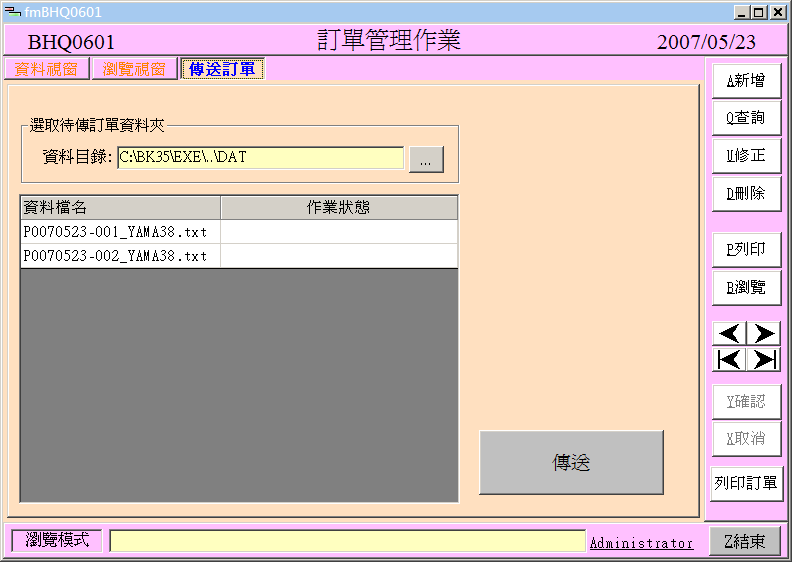 fmBHQ0601
BHQ0601 訂單管理作業 2007/05/23
資料視窗 瀏覽視窗 傳送訂單
選取待傳訂單資料夾
資料目錄: C:\BK35\EXE\..\DAT ...
資料檔名 作業狀態
P0070523-001_YAMA38.txt
P0070523-002_YAMA38.txt
傳送
A新增
Q查詢
U修正
D刪除
P列印
B瀏覽
Y確認
X取消
列印訂單
瀏覽模式 Administrator Z結束